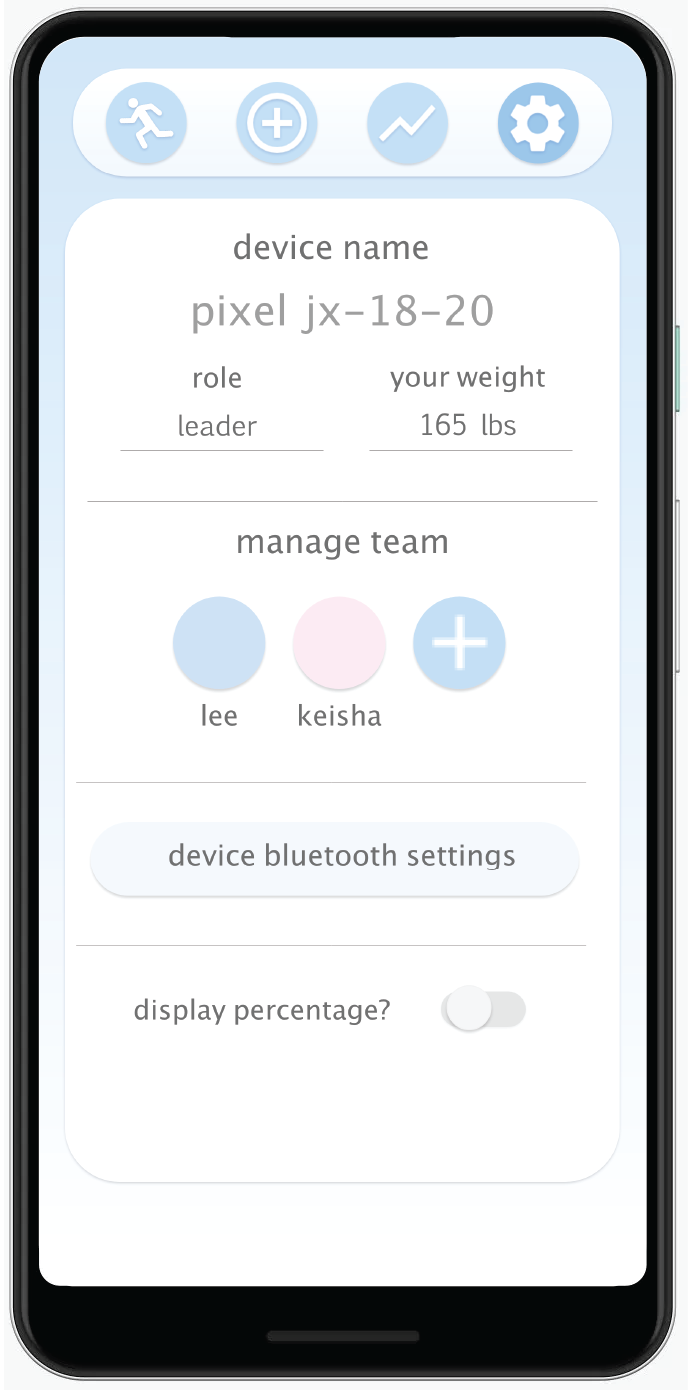 device name
pixel jx-18-20
role your weight
leader 165 lbs
manage team
lee keisha
device bluetooth settings
display percentage?